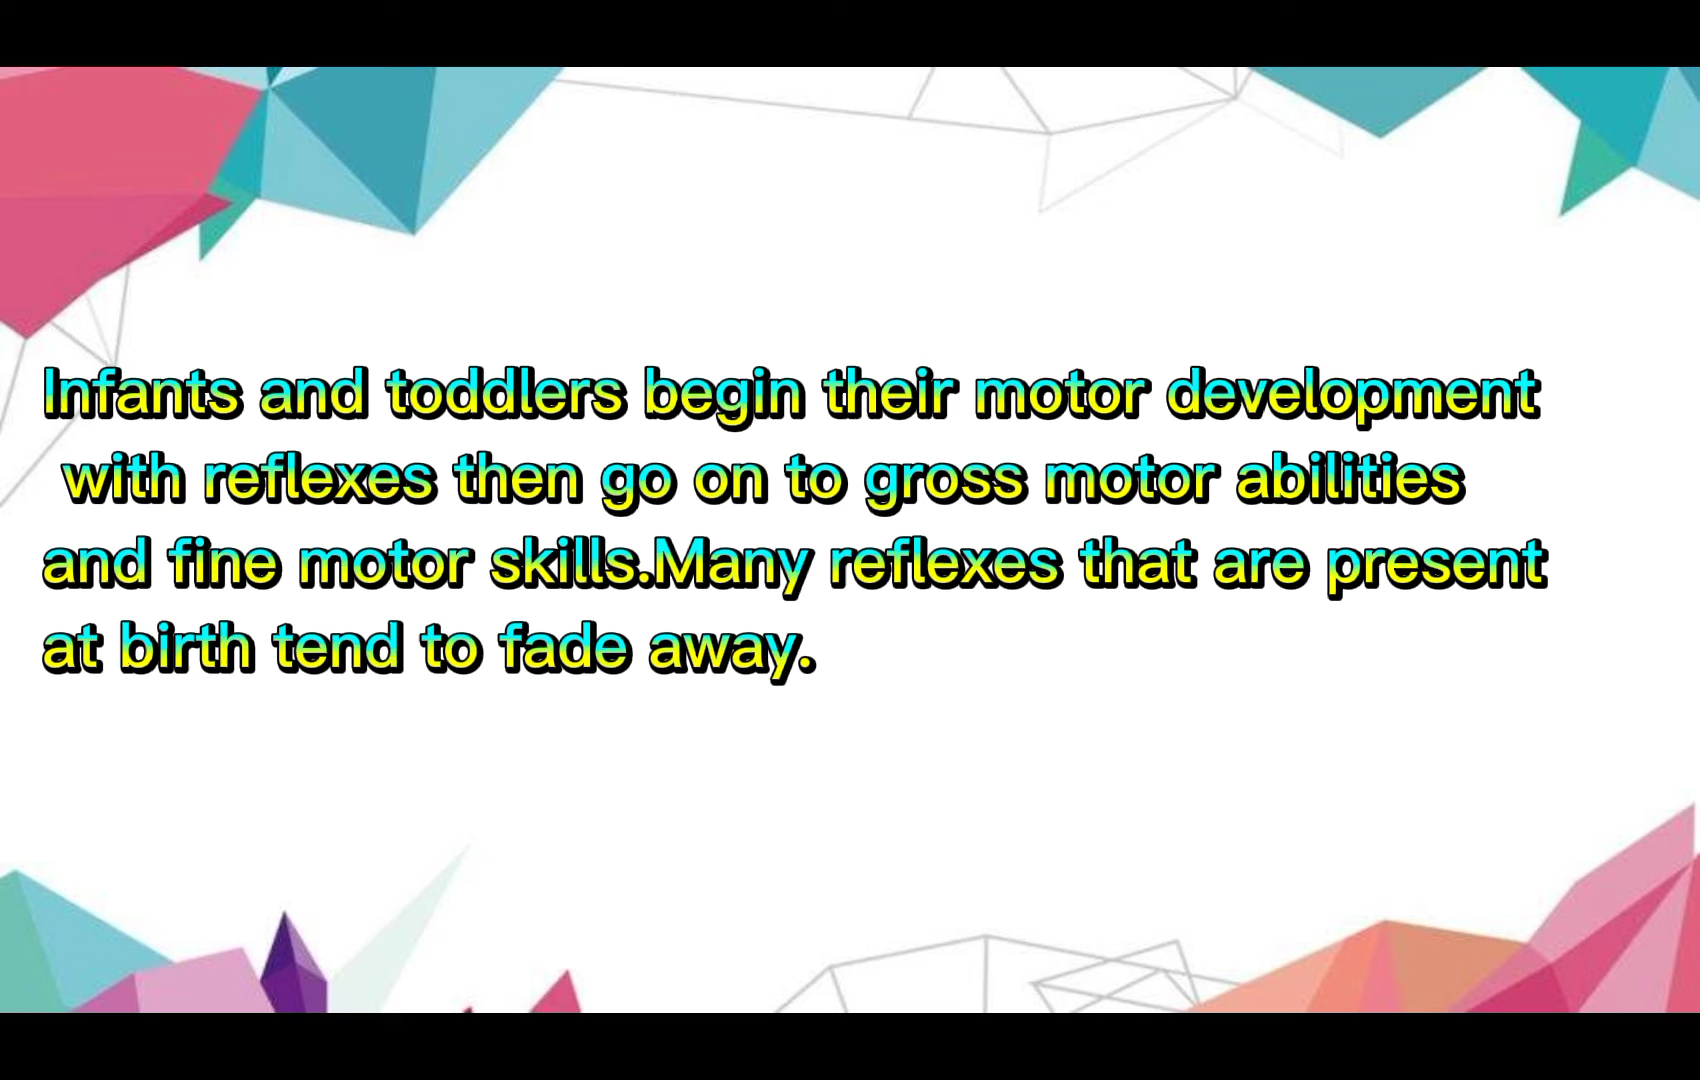 Infants and toddlers begin their motor development
with reflexes then go on to gross motor abilities
and fine motor skills.Many reflexes that are present
at birth tend to fade away.